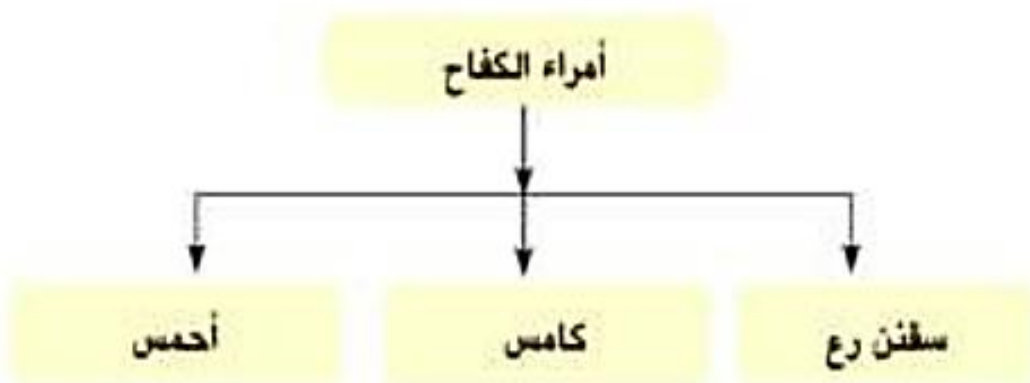 أمراء الكفاح
سقنن رع
كامس
أحمس